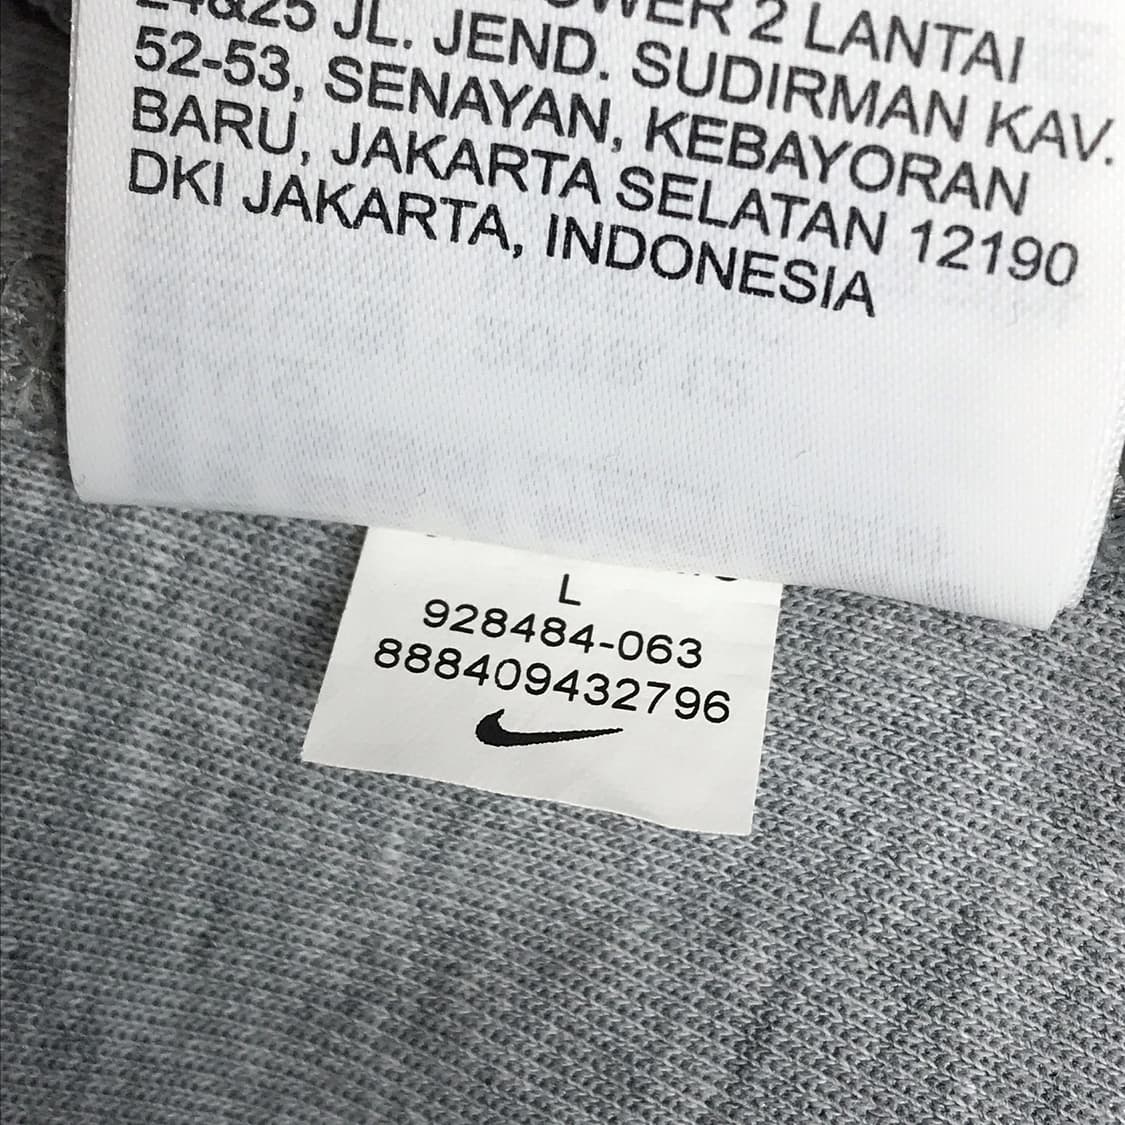 24&25 JL. JEND. SUDIRMAN KAV.
52-53, SENAYAN, KEBAYORAN
BARU, JAKARTA SELATAN 12190
DKI JAKARTA, INDONESIA
L
928484-063
888409432796